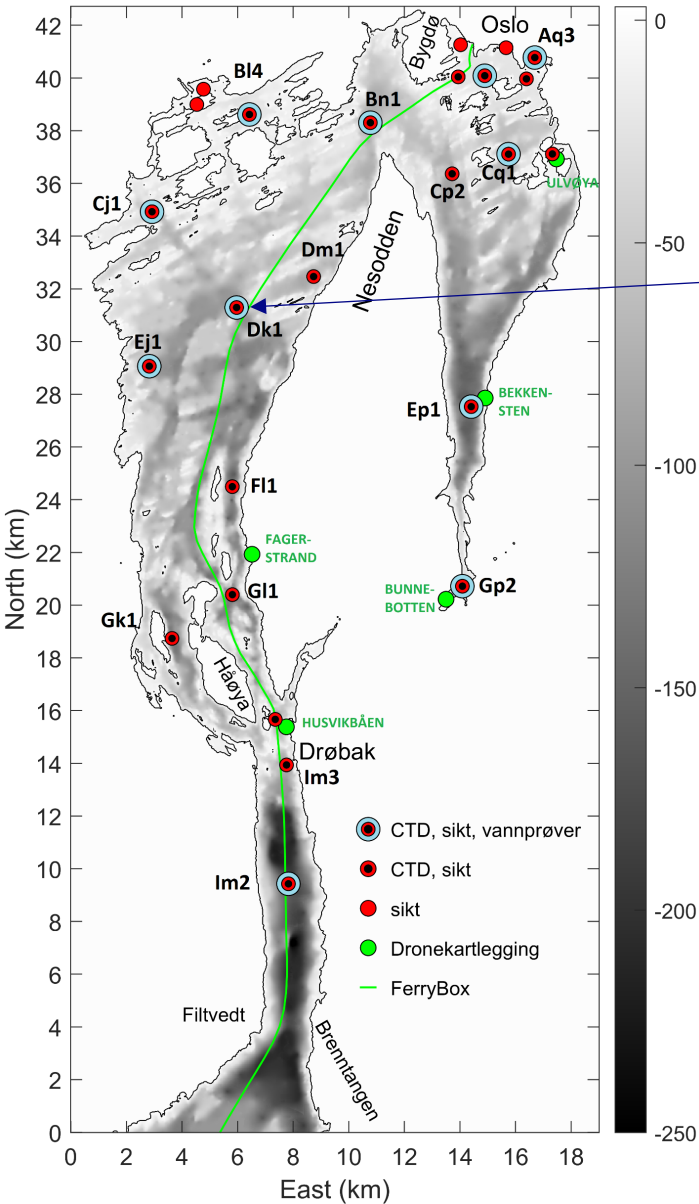 Bygdø
Oslo
Aq3
Bl4
Bn1
Cq1
Cp2
ULVØYA
Cj1
Nesodden
Dm1
Dk1
Ej1
Ep1
BEKKEN-
STEN
Fl1
FAGER-
STRAND
Gl1
Gp2
BUNNE-
BOTTEN
Gk1
Håøya
HUSVIKBÅEN
Drøbak
Im3
Im2
CTD, sikt, vannprøver
CTD, sikt
sikt
Dronekartlegging
FerryBox
Filtvedt
Brenntangen
42
40
38
36
34
32
30
28
26
24
22
20
18
16
14
12
10
8
6
4
2
0
North (km)
0 2 4 6 8 10 12 14 16 18
East (km)
0
-50
-100
-150
-200
-250